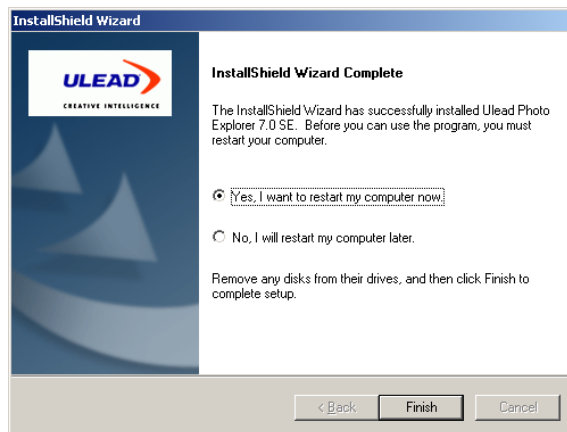 InstallShield Wizard
ULEAD
CREATIVE INTELLIGENCE
InstallShield Wizard Complete
The InstallShield Wizard has successfully installed Ulead Photo
Explorer 7.0 SE.  Before you can use the program, you must
restart your computer.
Yes, I want to restart my computer now.
No, I will restart my computer later.
Remove any disks from their drives, and then click Finish to
complete setup.
< Back
Finish
Cancel